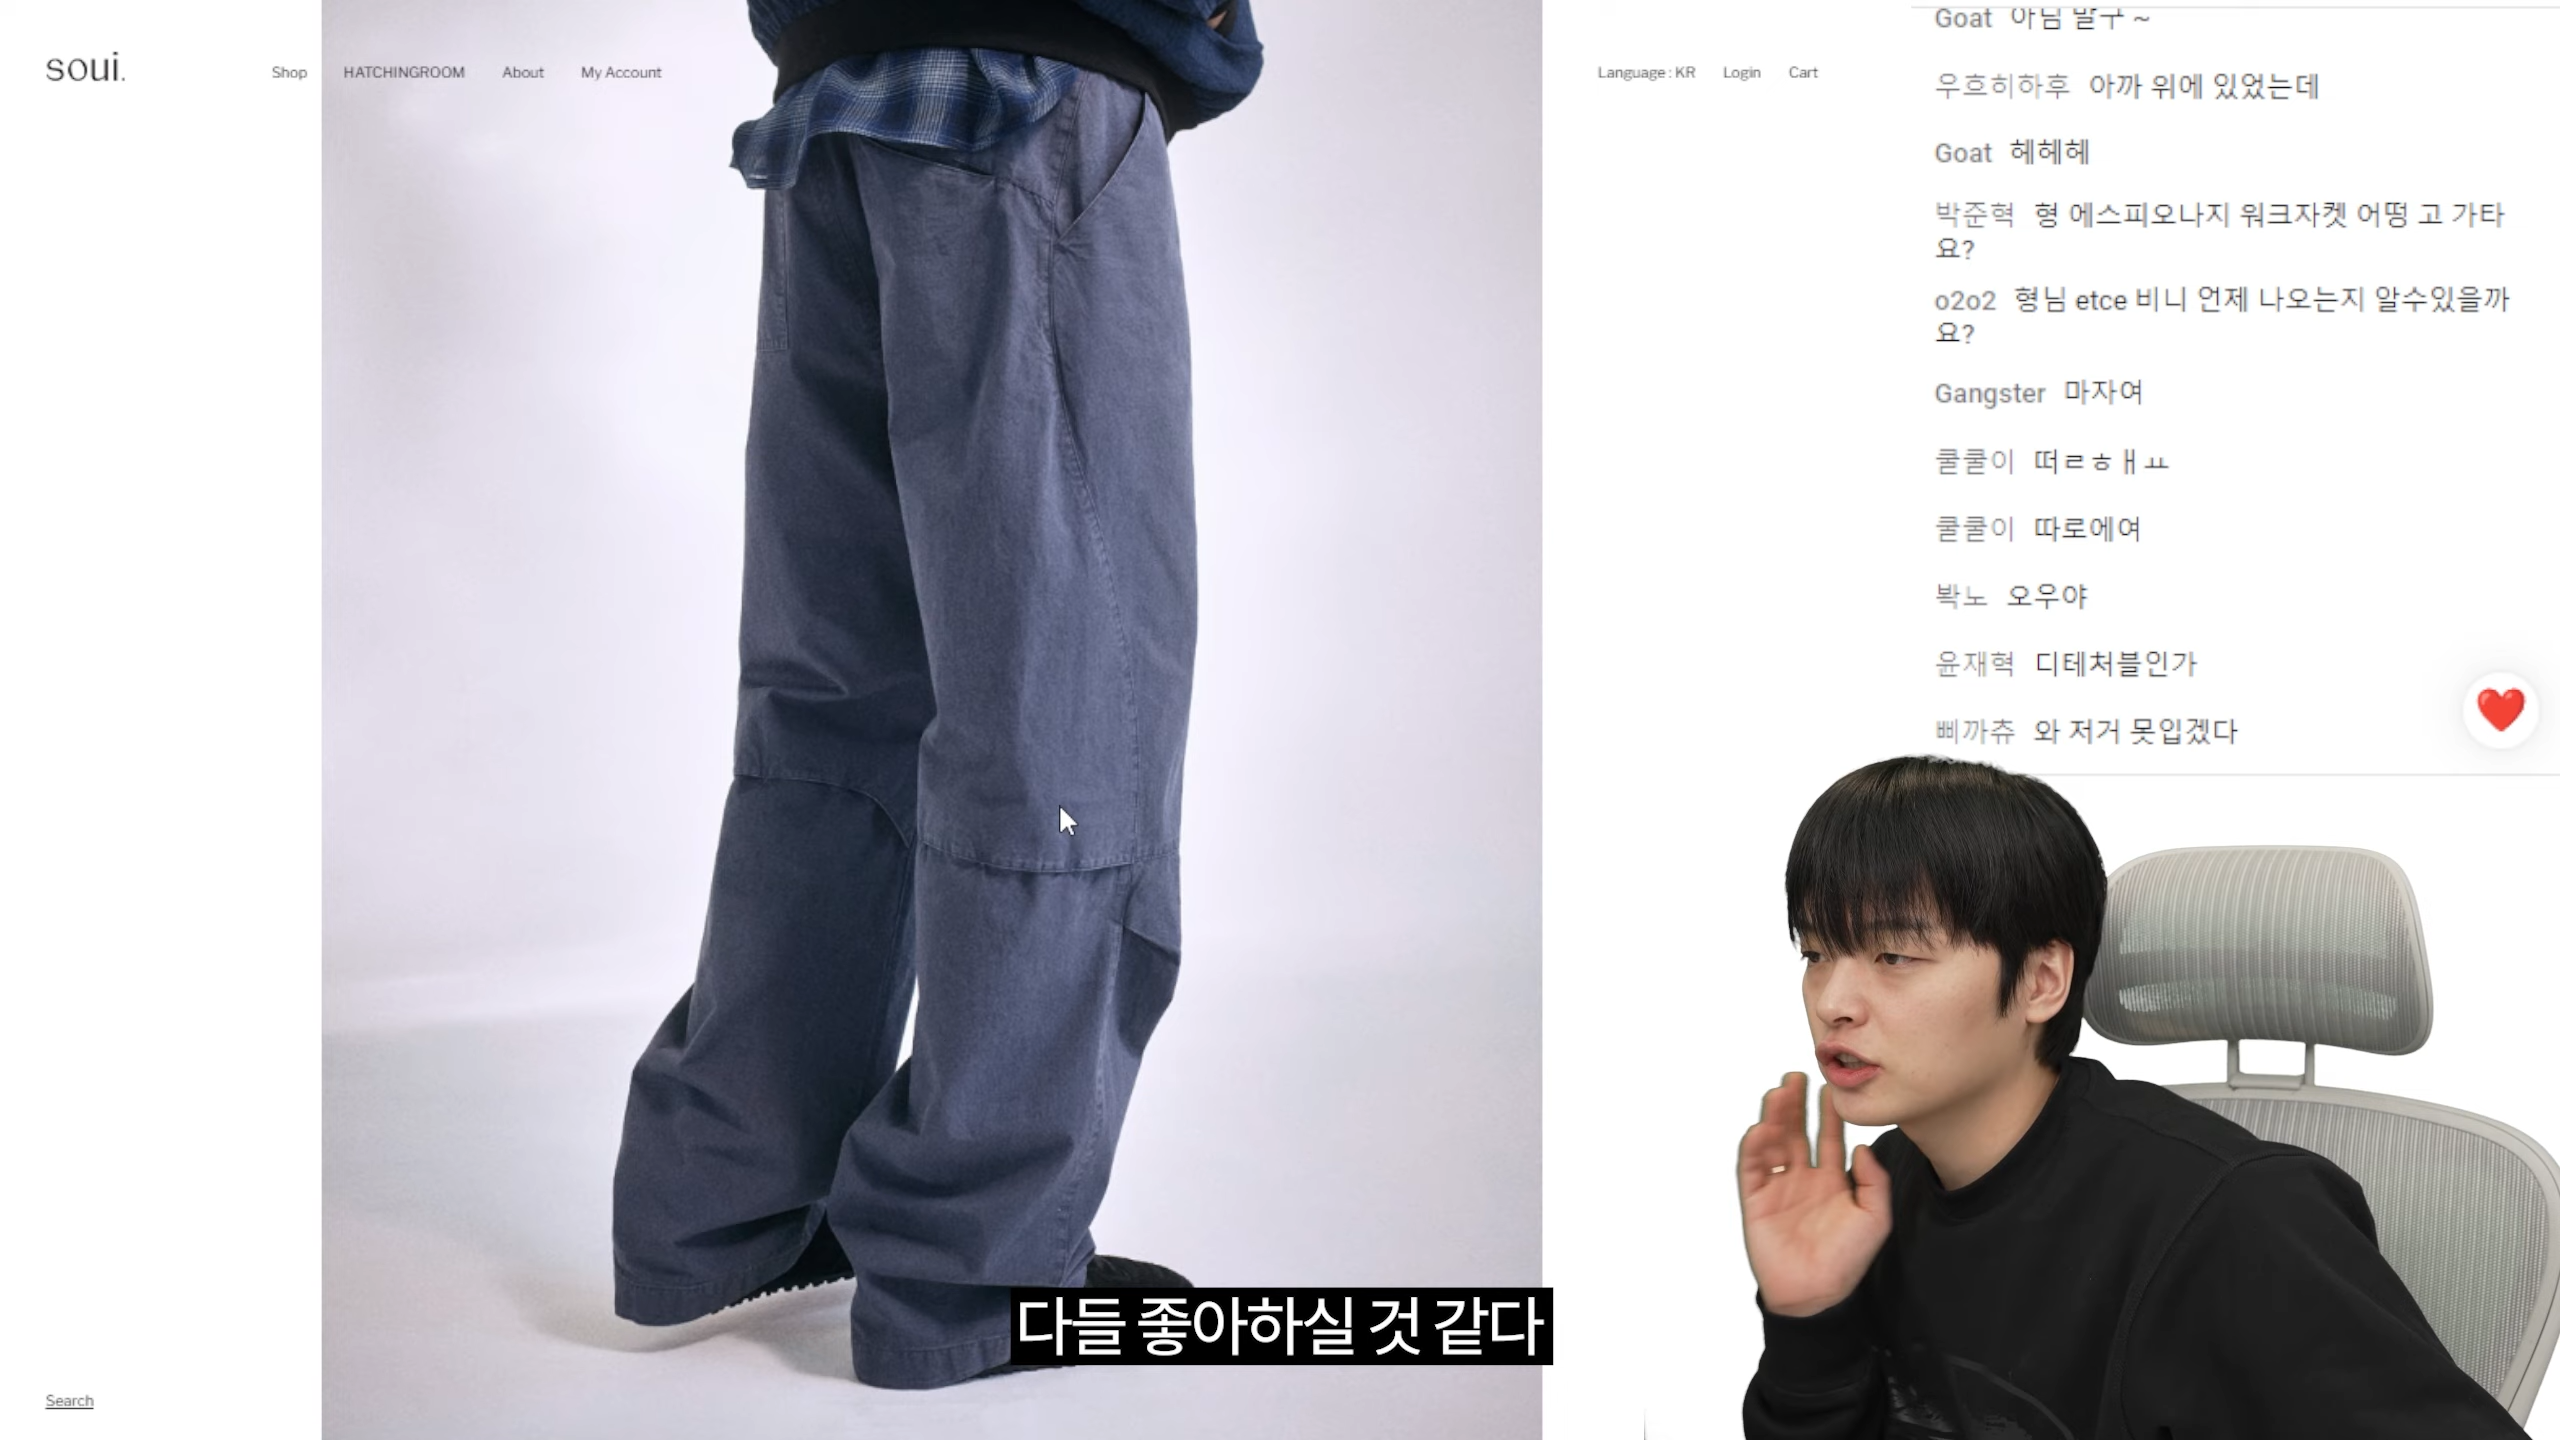 soui.
Shop HATCHINGROOM About My Account
Language : KR Login Cart
Goat 아님 말구 ~
우흐히하후 아까 위에 있었는데
Goat 헤헤헤
박준혁 형 에스피오나지 워크자켓 어떵 고 가타
요?
o2o2 형님 etce 비니 언제 나오는지 알수있을까
요?
Gangster 마자여
쿨쿨이 떠ㄹㅎㅐㅛ
쿨쿨이 따로에여
봑노 오우야
윤재혁 디테처블인가
삐까츄 와 저거 못입겠다
다들 좋아하실 것 같다
Search